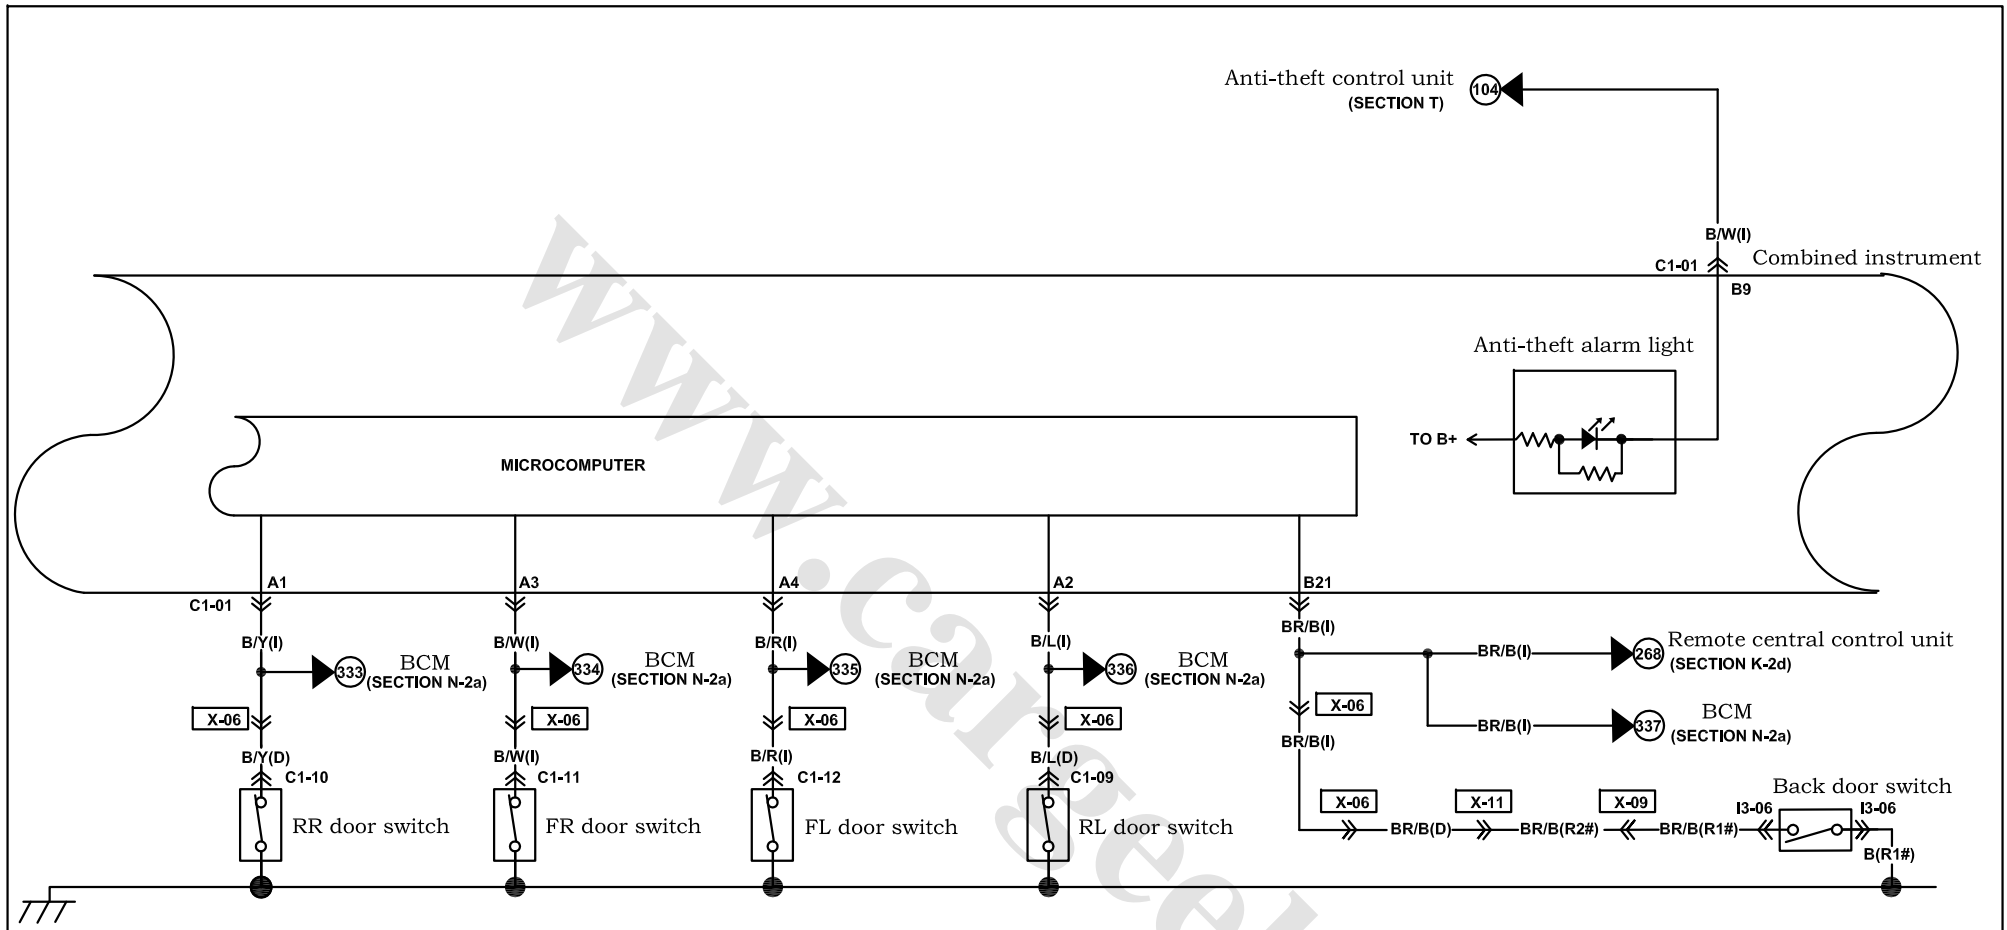 Anti-theft control unit
(SECTION T)
104
B/W(I)
C1-01
Combined instrument
B9
Anti-theft alarm light
TO B+
MICROCOMPUTER
A1
A3
A4
A2
B21
C1-01
B/Y(I)
B/W(I)
B/R(I)
B/L(I)
BR/B(I)
333
BCM
(SECTION N-2a)
334
BCM
(SECTION N-2a)
335
BCM
(SECTION N-2a)
336
BCM
(SECTION N-2a)
BR/B(I)
268
Remote central control unit
(SECTION K-2d)
X-06
X-06
X-06
X-06
X-06
BR/B(I)
337
BCM
(SECTION N-2a)
B/Y(D)
B/W(I)
B/R(I)
B/L(D)
BR/B(I)
C1-10
C1-11
C1-12
C1-09
RR door switch
FR door switch
FL door switch
RL door switch
X-06
X-11
X-09
Back door switch
I3-06
I3-06
BR/B(D)
BR/B(R2#)
BR/B(R1#)
B(R1#)
www.cargeek